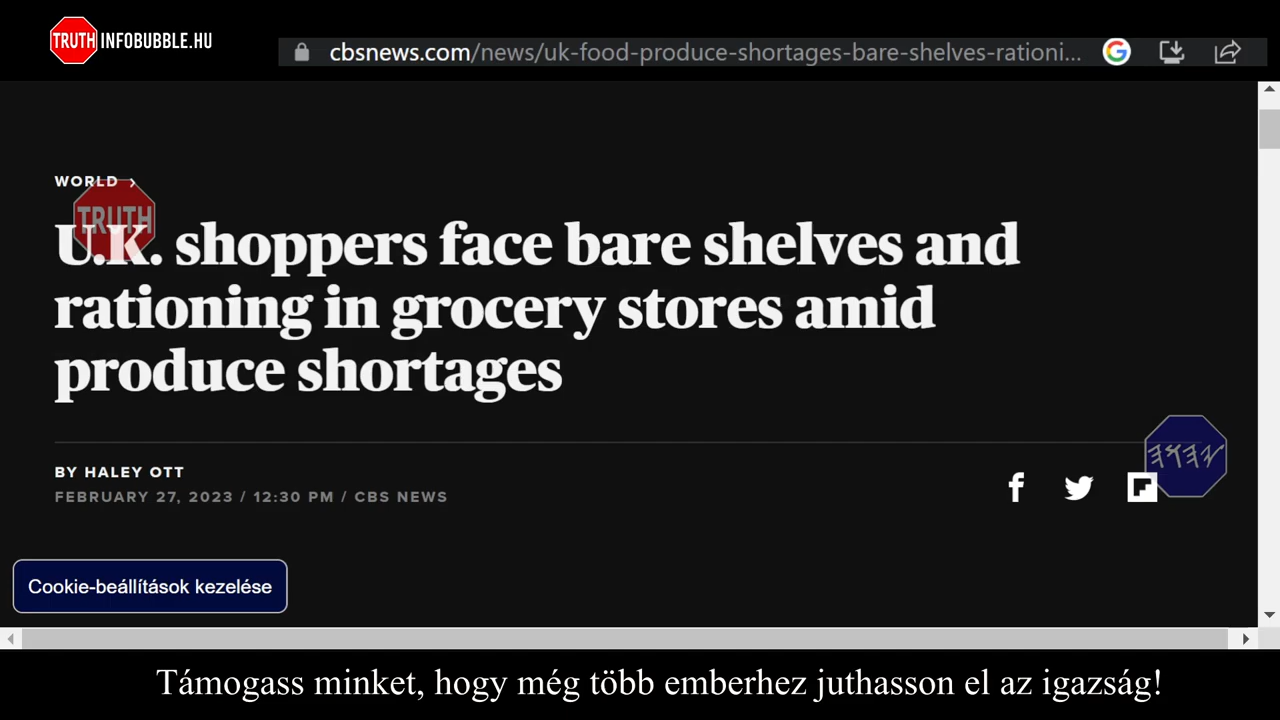 TRUTH INFOBUBBLE.HU
cbsnews.com/news/uk-food-produce-shortages-bare-shelves-rationi...
WORLD >
TRUTH
U.K. shoppers face bare shelves and
rationing in grocery stores amid
produce shortages
BY HALEY OTT
FEBRUARY 27, 2023 / 12:30 PM / CBS NEWS
Cookie-beállítások kezelése
Támogass minket, hogy még több emberhez juthasson el az igazság!